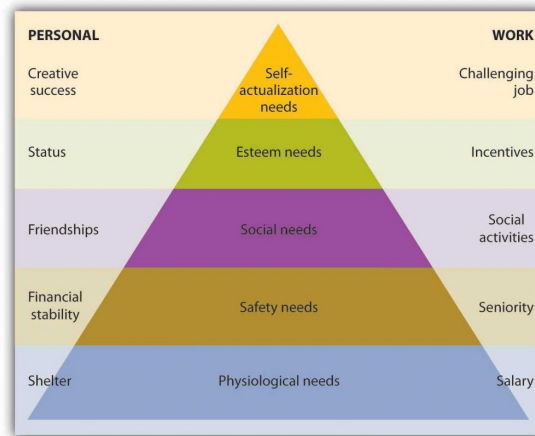 PERSONAL
WORK
Creative
success
Self-
actualization
needs
Challenging
job
Status
Esteem needs
Incentives
Friendships
Social needs
Social
activities
Financial
stability
Safety needs
Seniority
Shelter
Physiological needs
Salary